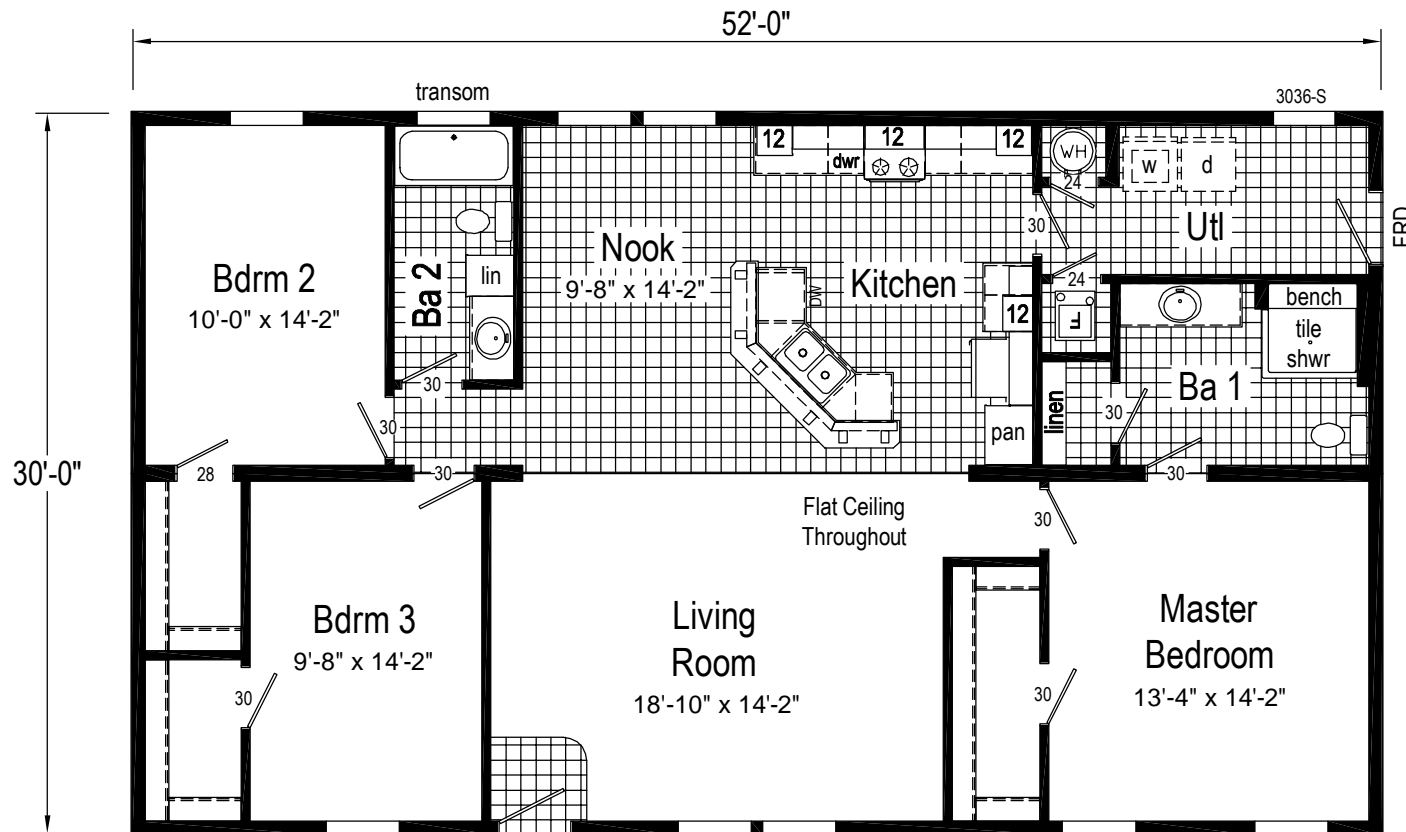 52'-0"
transom
3036-S
12
12
12
dwr
WH
24
w
d
30
Utl
ERD
Nook
9'-8" x 14'-2"
Kitchen
Bdrm 2
10'-0" x 14'-2"
Ba 2
lin
DW
24
F
12
bench
tile
shwr
Ba 1
linen
30
30
30
pan
30'-0"
28
30
30
Flat Ceiling
Throughout
30
Bdrm 3
9'-8" x 14'-2"
30
Living
Room
18'-10" x 14'-2"
Master
Bedroom
13'-4" x 14'-2"
30